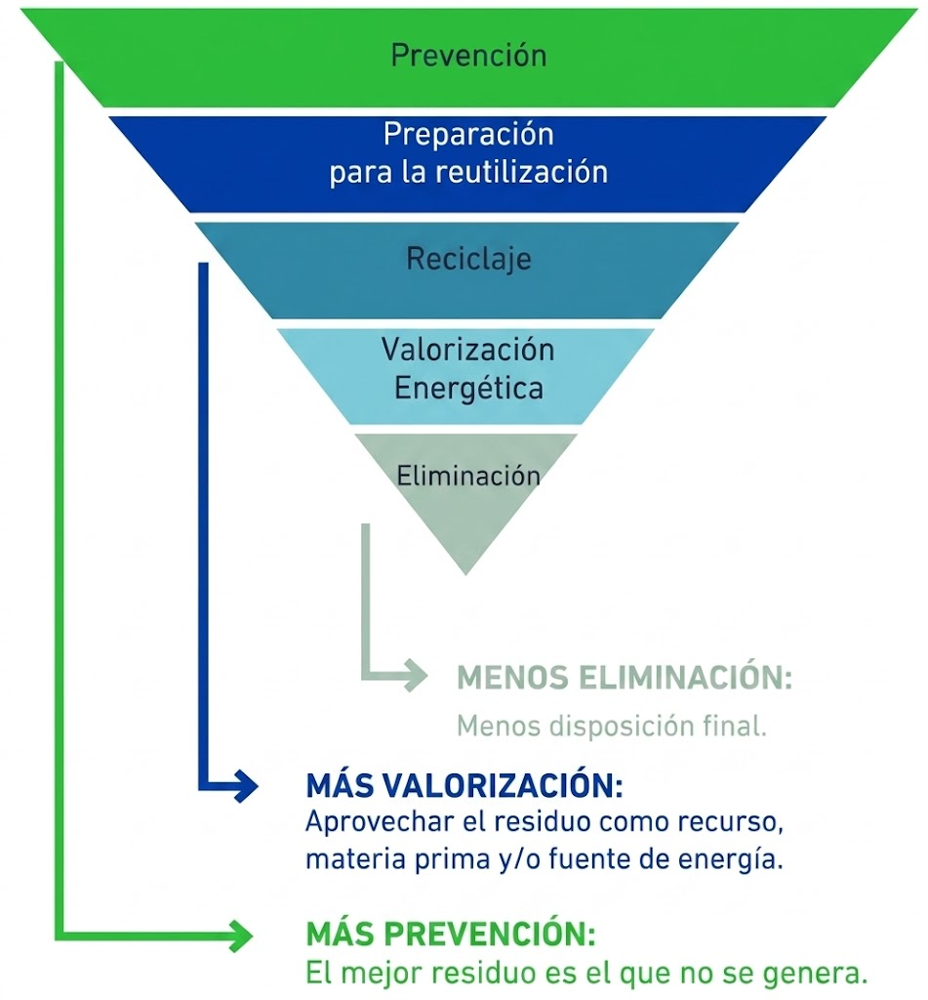 Prevención
Preparación
para la reutilización
Reciclaje
Valorización
Energética
Eliminación
MENOS ELIMINACIÓN:
Menos disposición final.
MÁS VALORIZACIÓN:
Aprovechar el residuo como recurso,
materia prima y/o fuente de energía.
MÁS PREVENCIÓN:
El mejor residuo es el que no se genera.